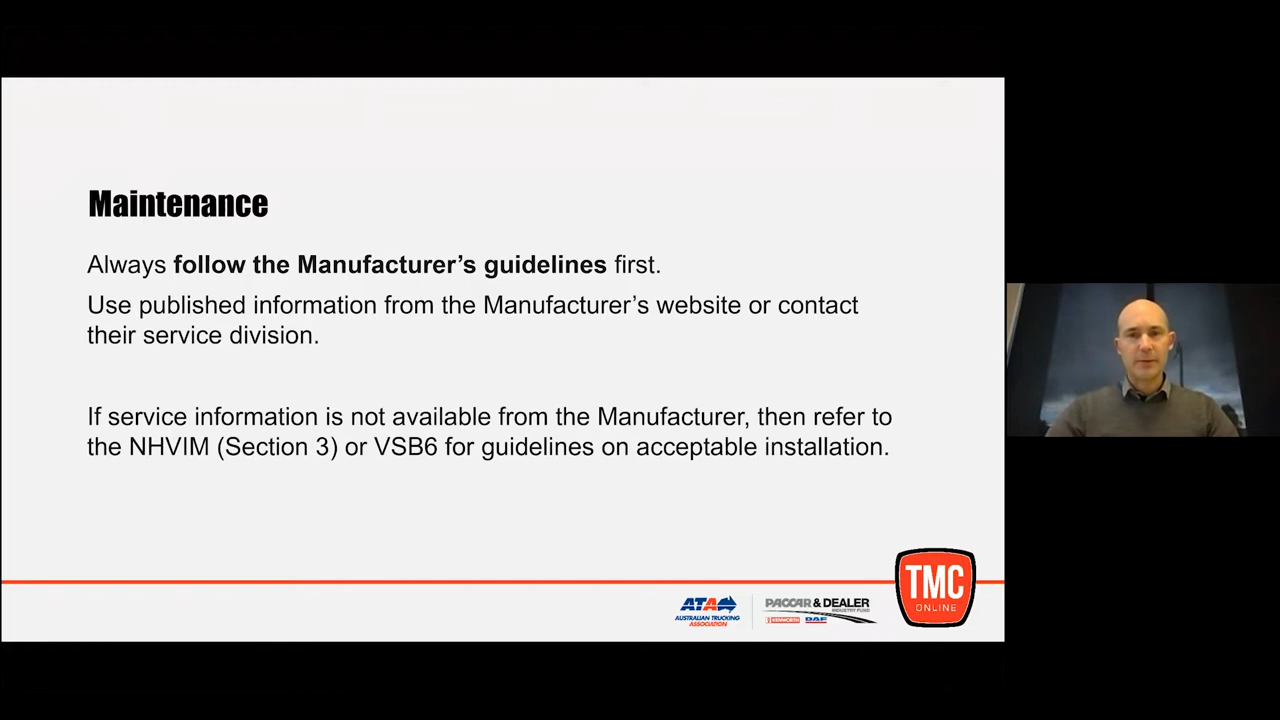 Maintenance
Always follow the Manufacturer’s guidelines first.
Use published information from the Manufacturer’s website or contact
their service division.
If service information is not available from the Manufacturer, then refer to
the NHVIM (Section 3) or VSB6 for guidelines on acceptable installation.
ATA
AUSTRALIAN TRUCKING
ASSOCIATION
PACCAR & DEALER
INDUSTRY FUND
KENWORTH DAF
TMC
ONLINE